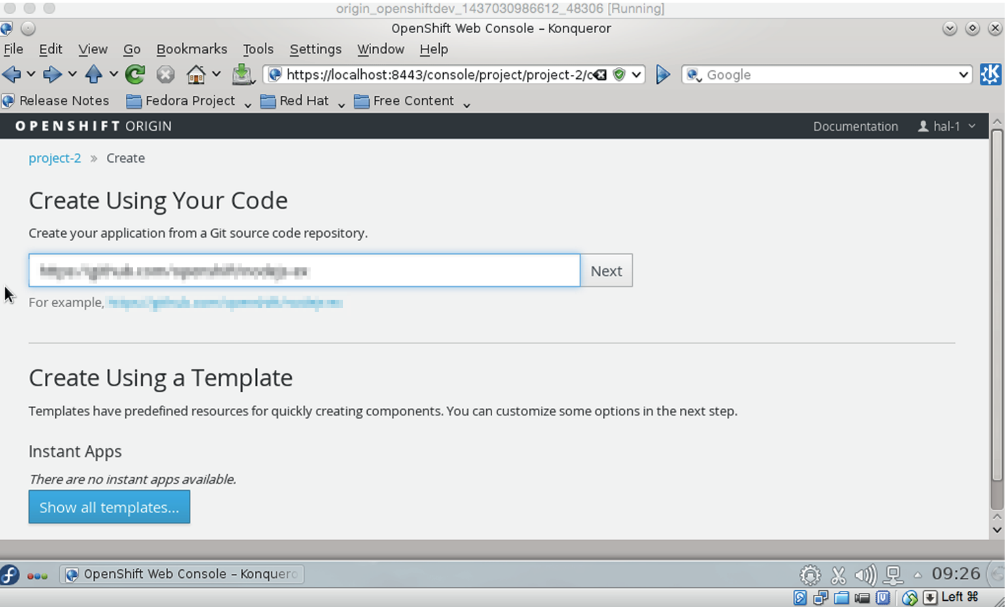 origin_openshiftdev_1437030986612_48306 [Running]
OpenShift Web Console – Konqueror
File Edit View Go Bookmarks Tools Settings Window Help
https://localhost:8443/console/project/project-2/c Google
Release Notes Fedora Project Red Hat Free Content
OPENSHIFT ORIGIN Documentation hal-1
project-2 » Create
Create Using Your Code
Create your application from a Git source code repository.
Next
For example,
Create Using a Template
Templates have predefined resources for quickly creating components. You can customize some options in the next step.
Instant Apps
There are no instant apps available.
Show all templates...
OpenShift Web Console – Konquero 09:26
Left ⌘